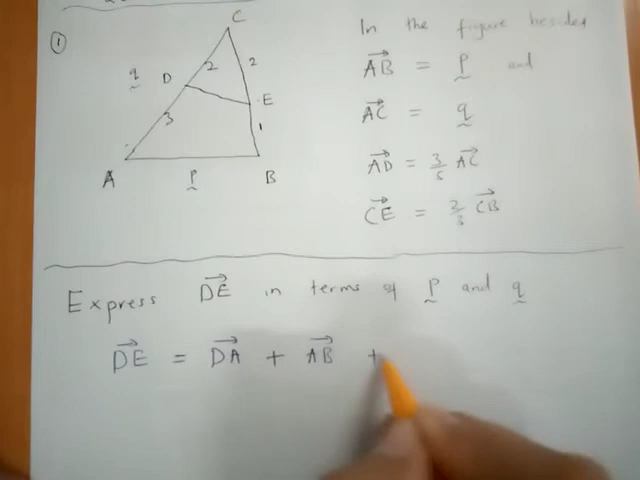 ①
C
2
q
D
2
E
3
1
A
p
B
In the figure besides
AB = p and
AC = q
AD = 3/5 AC
CE = 2/3 CB
Express DE in terms of p and q
DE = DA + AB +